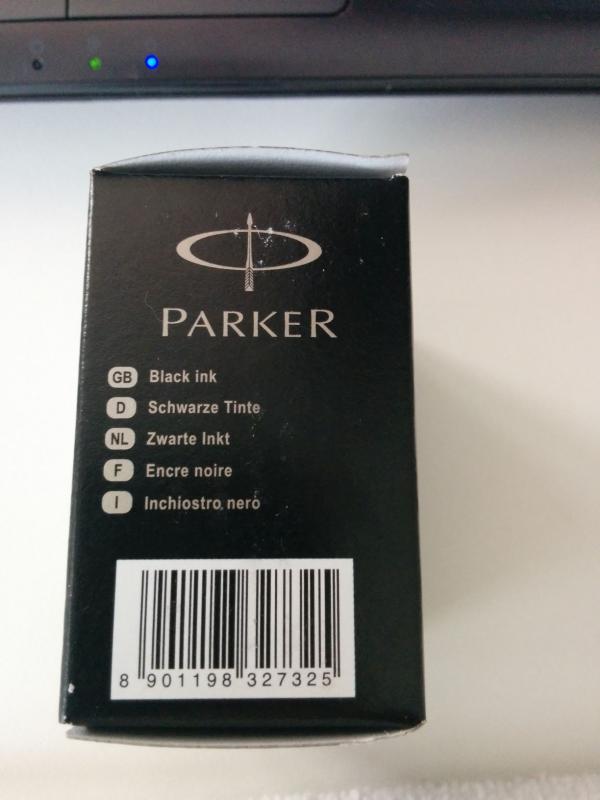 PARKER
GB Black ink
D Schwarze Tinte
NL Zwarte Inkt
F Encre noire
I Inchiostro nero
8 901198 327325